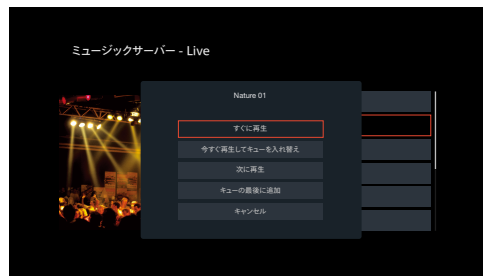 ミュージックサーバー - Live
Nature 01
すぐに再生
今すぐ再生してキューを入れ替え
次に再生
キューの最後に追加
キャンセル